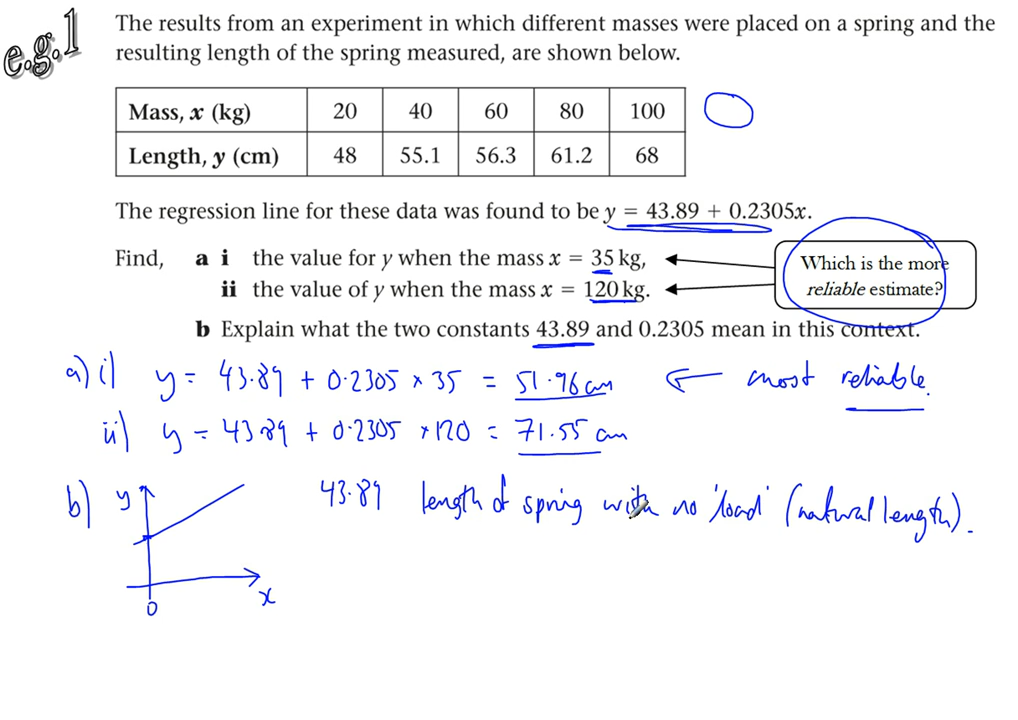 e.g.1
The results from an experiment in which different masses were placed on a spring and the
resulting length of the spring measured, are shown below.
Mass, x (kg) 20 40 60 80 100
Length, y (cm) 48 55.1 56.3 61.2 68
The regression line for these data was found to be y = 43.89 + 0.2305x.
Find, a i the value for y when the mass x = 35 kg,
ii the value of y when the mass x = 120 kg.
Which is the more
reliable estimate?
b Explain what the two constants 43.89 and 0.2305 mean in this context.
a) i) y = 43.89 + 0.2305 × 35 = 51.96 cm ← most reliable.
ii) y = 43.89 + 0.2305 × 120 = 71.55 cm
b) y 43.89 length of spring with no 'load' (natural length).
x
0